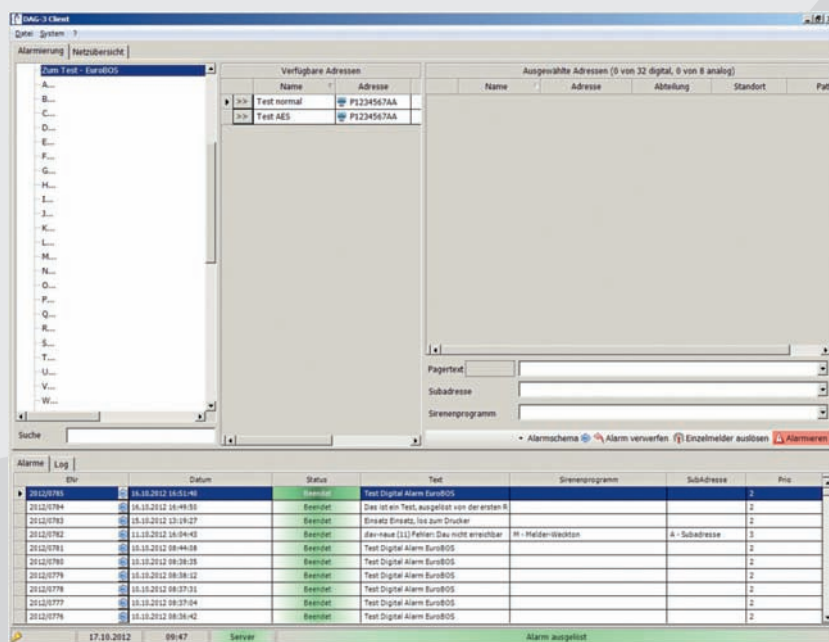 DAG-3 Client
Datei System ?
Alarmierung Netzübersicht
Zum Test - EuroBOS
A...
B...
C...
D...
E...
F...
G...
H...
I...
J...
K...
L...
M...
N...
O...
P...
Q...
R...
S...
T...
U...
V...
W...
Suche
Verfügbare Adressen
Name Adresse
>> Test normal P1234567AA
>> Test AES P1234567AA
Ausgewählte Adressen (0 von 32 digital, 0 von 8 analog)
Name Adresse Abteilung Standort Pat
Pagertext
Subadresse
Sirenenprogramm
Alarmschema Alarm verwerfen Einzelmelder auslösen Alarmieren
Alarme Log
ENr Datum Status Text Sirenenprogramm SubAdresse Prio
2012/0785 16.10.2012 16:51:40 Beendet Test Digital Alarm EuroBOS 2
2012/0784 16.10.2012 16:49:50 Beendet Das ist ein Test, ausgelöst von der ersten R 2
2012/0783 15.10.2012 13:19:27 Beendet Einsatz Einsatz, los zum Drucker 2
2012/0782 11.10.2012 16:04:43 Beendet dav-naue (11) Fehler: Dau nicht erreichbar M - Melder-Weckton A - Subadresse 3
2012/0781 10.10.2012 08:44:08 Beendet Test Digital Alarm EuroBOS 2
2012/0780 10.10.2012 08:38:35 Beendet Test Digital Alarm EuroBOS 2
2012/0779 10.10.2012 08:38:12 Beendet Test Digital Alarm EuroBOS 2
2012/0778 10.10.2012 08:37:31 Beendet Test Digital Alarm EuroBOS 2
2012/0777 10.10.2012 08:37:04 Beendet Test Digital Alarm EuroBOS 2
2012/0776 10.10.2012 08:36:42 Beendet Test Digital Alarm EuroBOS 2
17.10.2012 09:47 Server Alarm ausgelöst